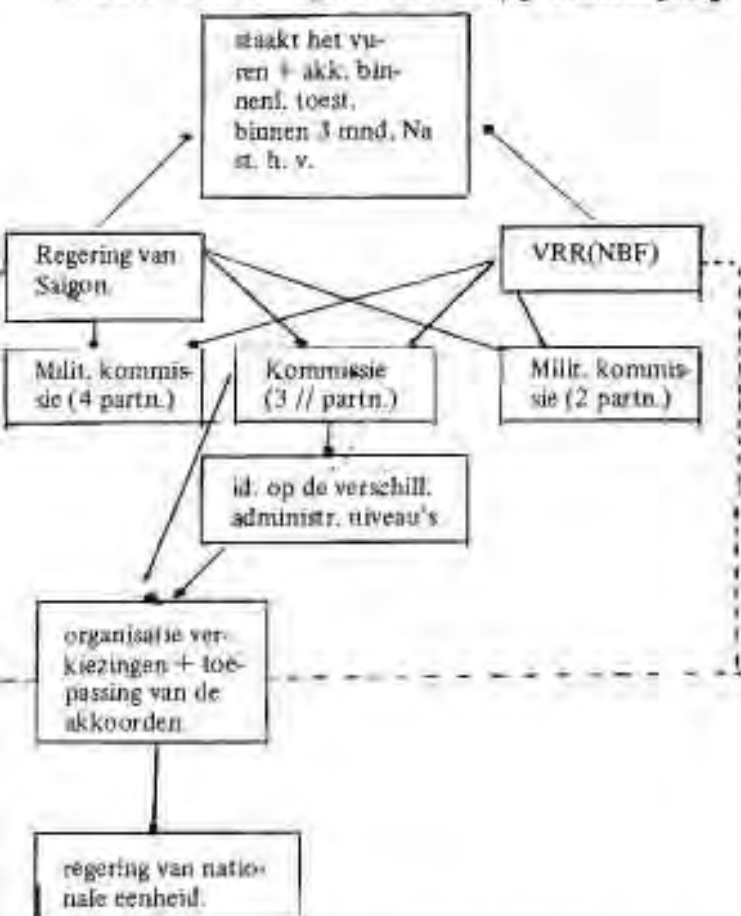 staakt het vu-
ren + akk. bin-
nenl. toest.
binnen 3 mnd, Na
st. h. v.
Regering van
Saigon.
VRR(NBF)
Milit. kommis-
sie (4 partn.)
Kommissie
(3 // partn.)
Milit. kommis-
sie (2 partn.)
id. op de verschill.
administr. niveau's
organisatie ver-
kiezingen + toe-
passing van de
akkoorden.
regering van natio-
nale eenheid.